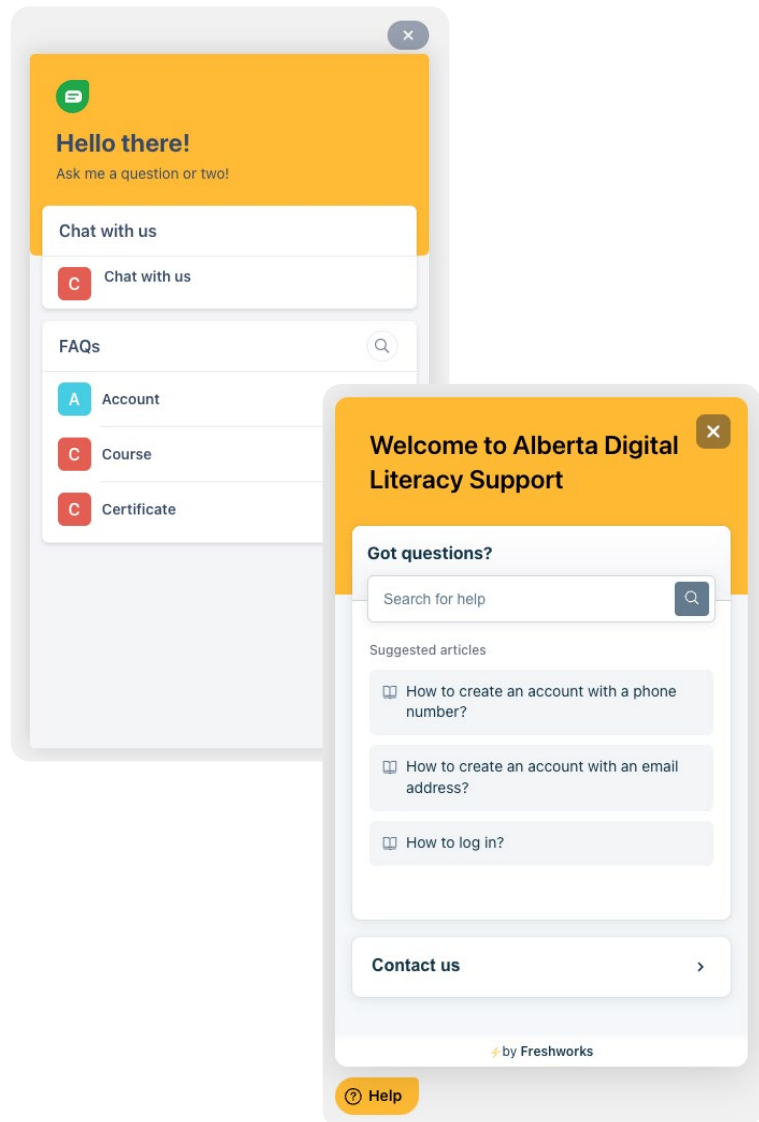 Hello there!
Ask me a question or two!
Chat with us
C Chat with us
FAQs
A Account
C Course
C Certificate
Welcome to Alberta Digital
Literacy Support
Got questions?
Search for help
Suggested articles
How to create an account with a phone
number?
How to create an account with an email
address?
How to log in?
Contact us
by Freshworks
Help